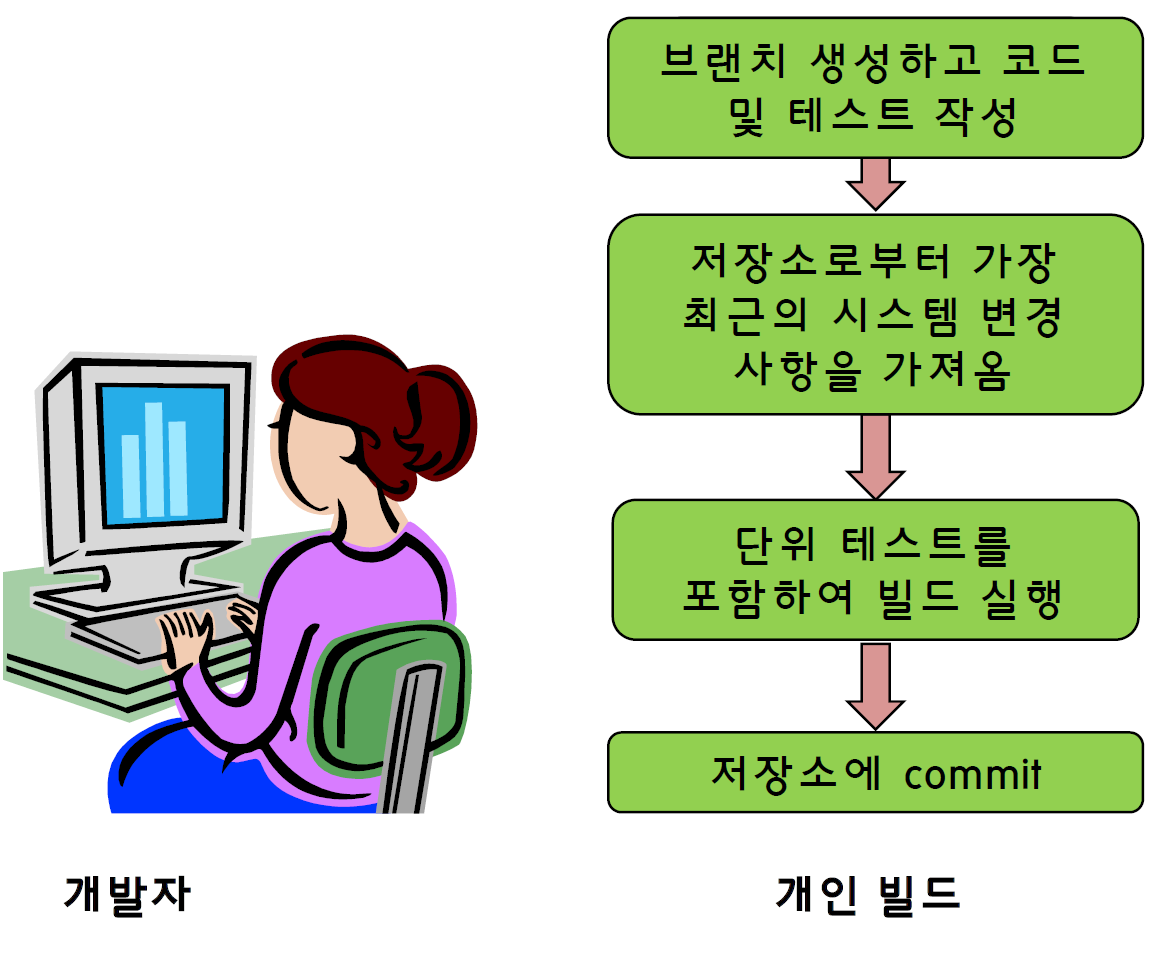 브랜치 생성하고 코드
및 테스트 작성
저장소로부터 가장
최근의 시스템 변경
사항을 가져옴
단위 테스트를
포함하여 빌드 실행
저장소에 commit
개발자
개인 빌드